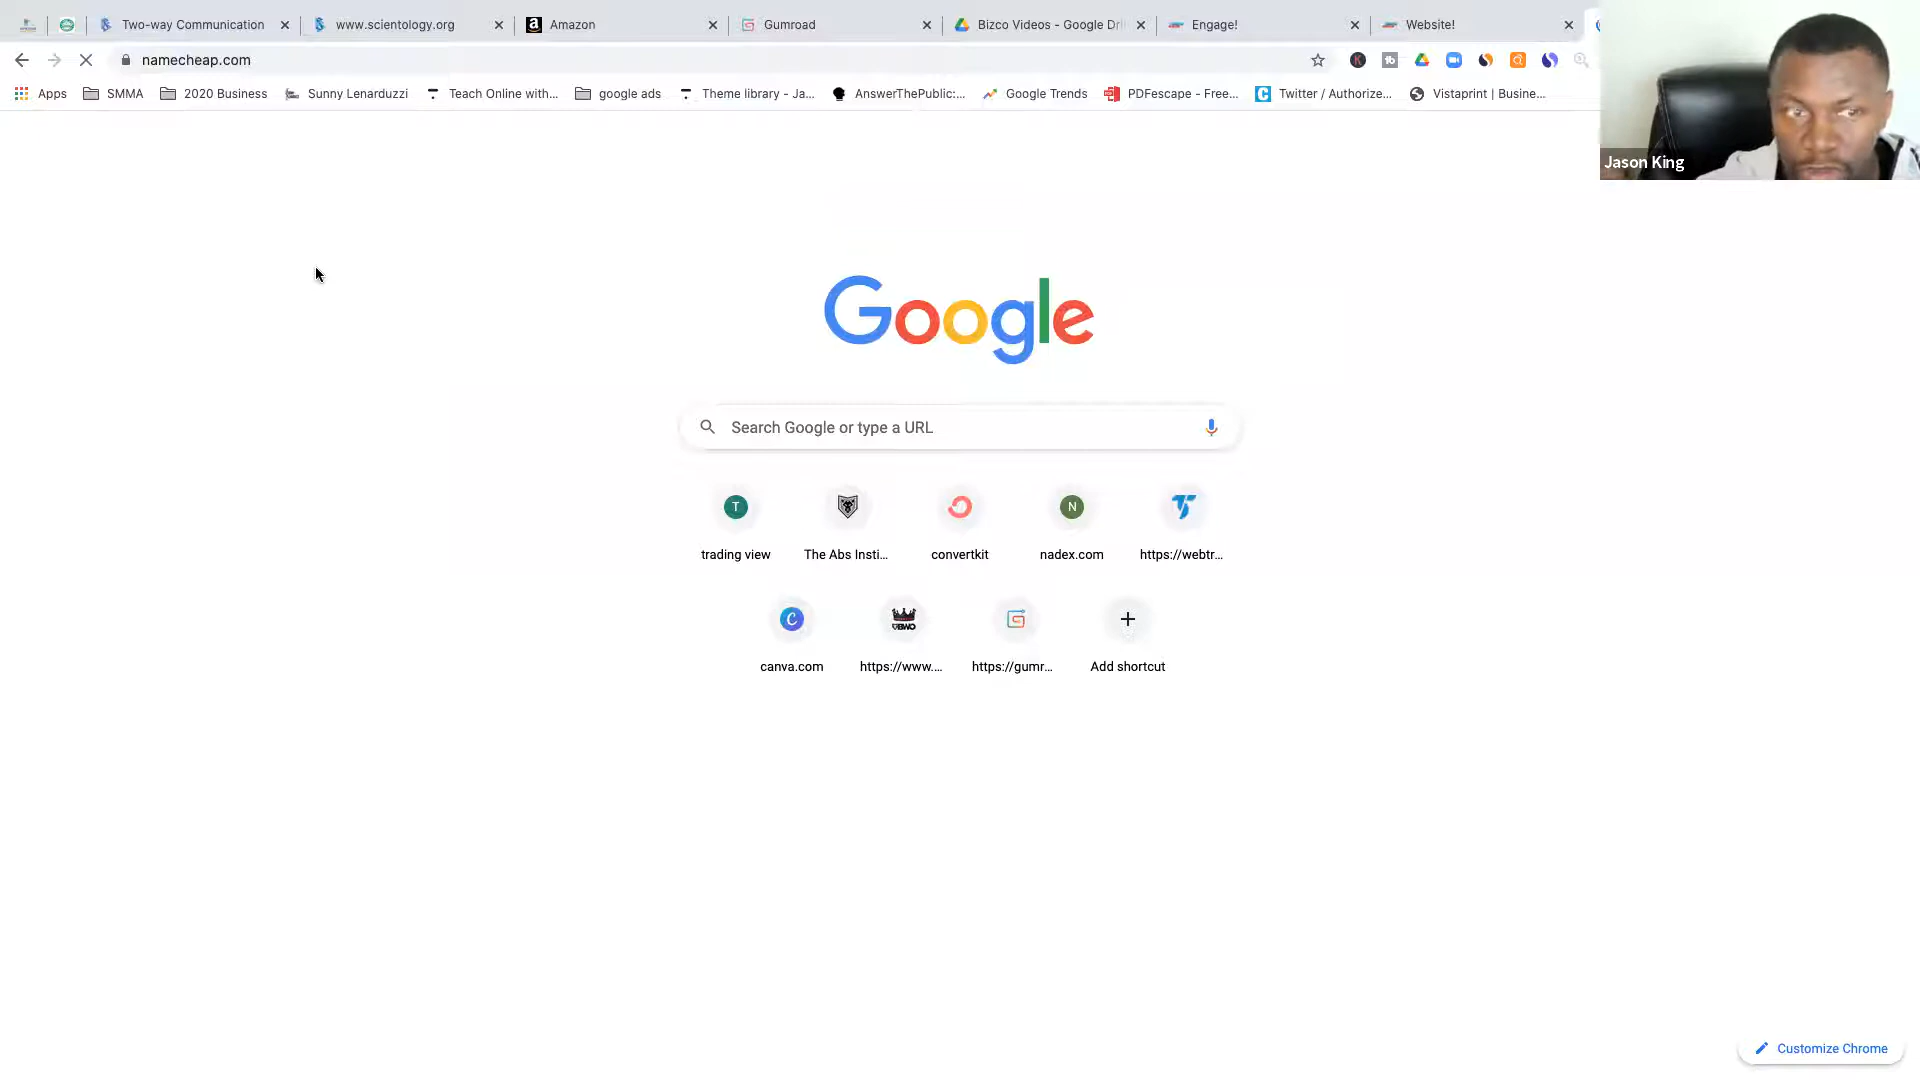 Two-way Communication
www.scientology.org
Amazon
Gumroad
Bizco Videos - Google Dri
Engage!
Website!
namecheap.com
Apps
SMMA
2020 Business
Sunny Lenarduzzi
Teach Online with...
google ads
Theme library - Ja...
AnswerThePublic:...
Google Trends
PDFescape - Free...
Twitter / Authorize...
Vistaprint | Busine...
Jason King
Google
Search Google or type a URL
T
N
trading view
The Abs Insti...
convertkit
nadex.com
https://webtr...
canva.com
https://www....
https://gumr...
Add shortcut
Customize Chrome